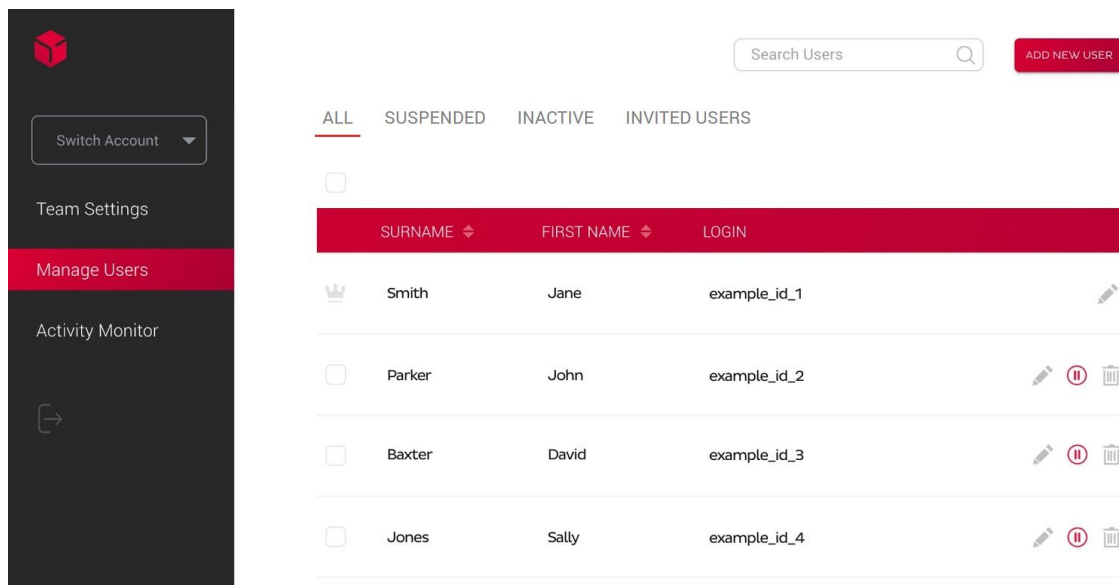 Search Users
ADD NEW USER
Switch Account
ALL SUSPENDED INACTIVE INVITED USERS
Team Settings
SURNAME FIRST NAME LOGIN
Manage Users
Smith Jane example_id_1
Activity Monitor
Parker John example_id_2
Baxter David example_id_3
Jones Sally example_id_4